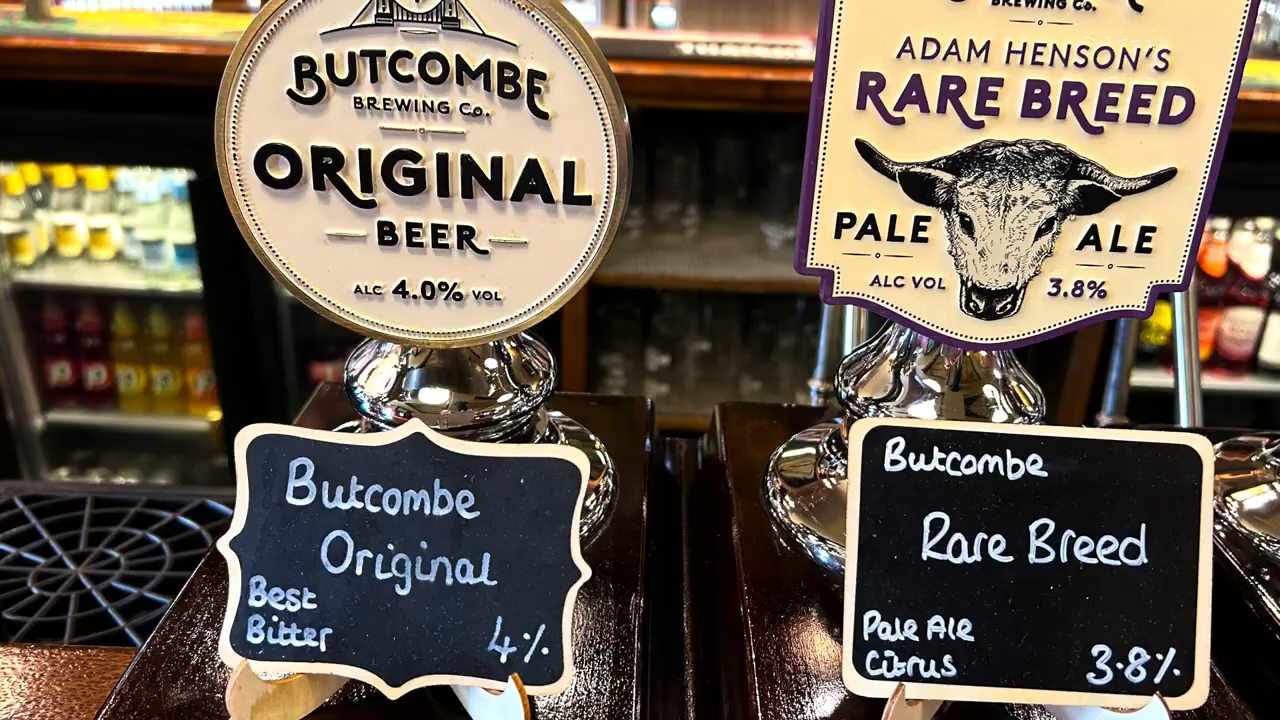 BUTCOMBE
BREWING Co.
ORIGINAL
BEER
ALC 4.0% VOL
BREWING Co.
ADAM HENSON'S
RARE BREED
PALE ALE
ALC VOL 3.8%
Butcombe
Original
Best
Bitter 4%
Butcombe
Rare Breed
Pale Ale
Citrus 3.8%